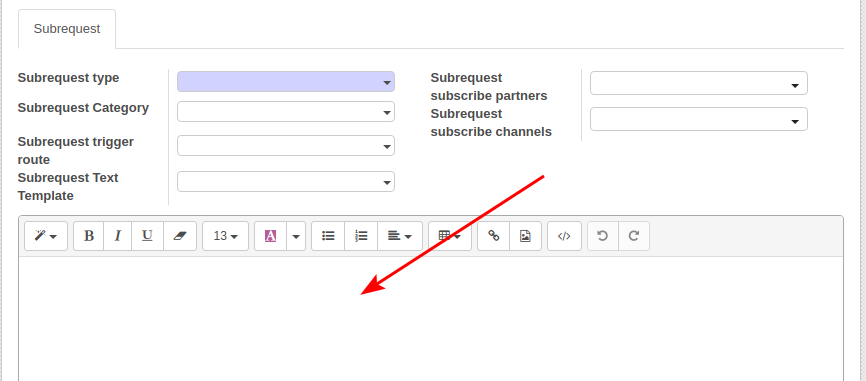 Subrequest
Subrequest type
Subrequest Category
Subrequest trigger
route
Subrequest Text
Template
Subrequest
subscribe partners
Subrequest
subscribe channels
B I U 13 A